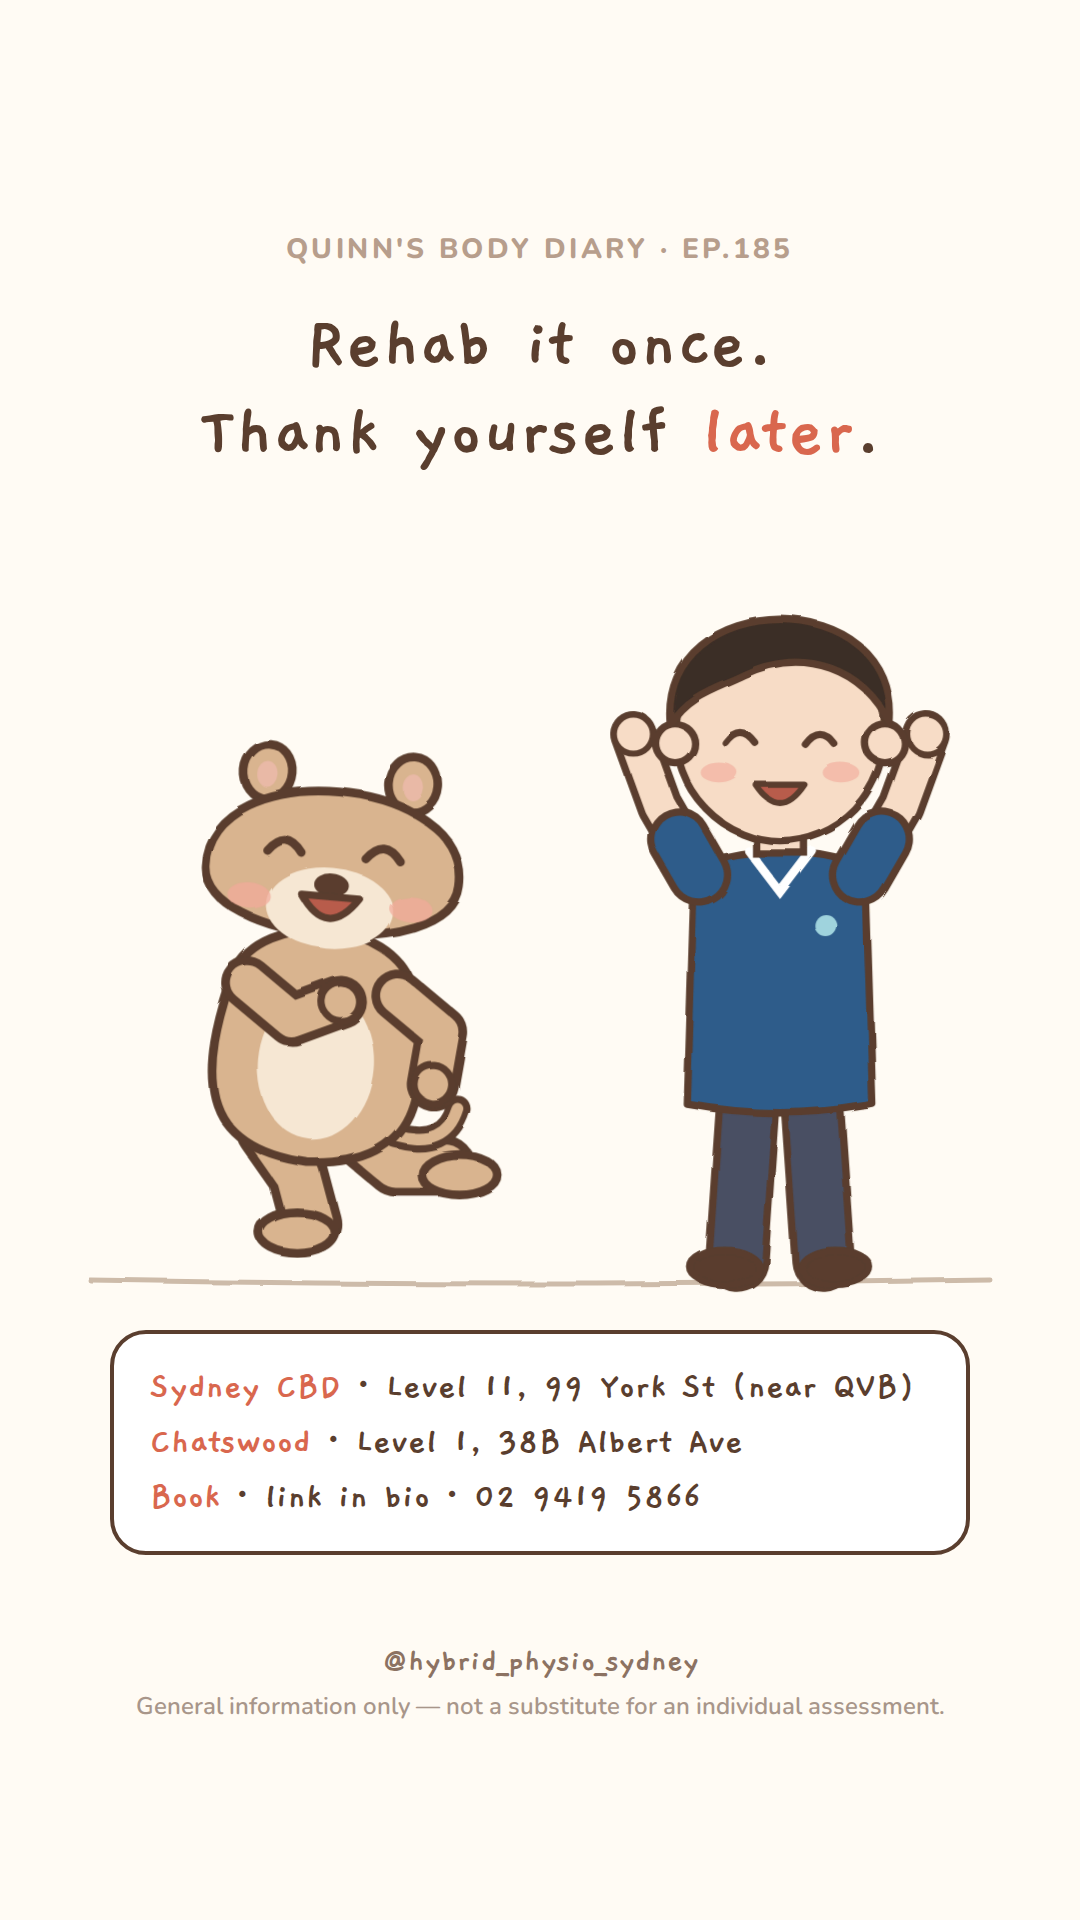 QUINN'S BODY DIARY · EP.185
Rehab it once.
Thank yourself later.
Sydney CBD · Level 11, 99 York St (near QVB)
Chatswood · Level 1, 38B Albert Ave
Book · link in bio · 02 9419 5866
@hybrid_physio_sydney
General information only — not a substitute for an individual assessment.